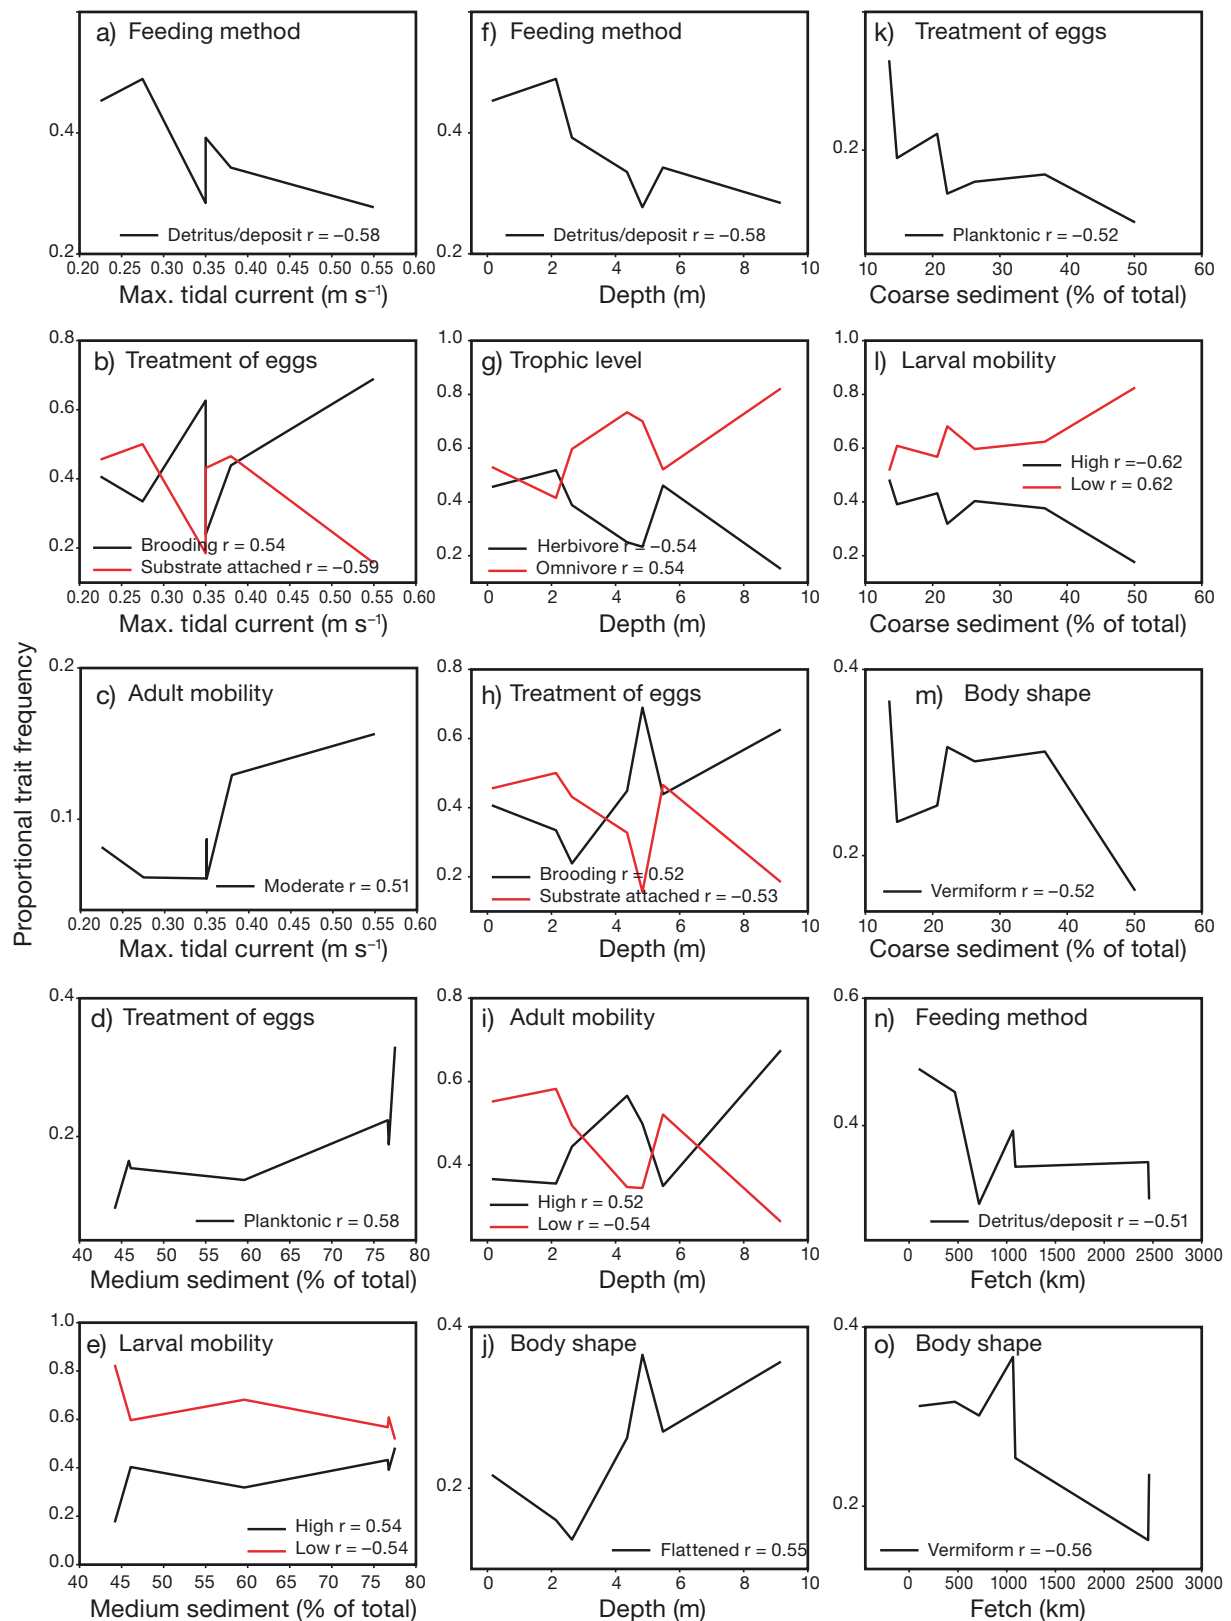 Proportional trait frequency
a) Feeding method
0.4
0.2
Detritus/deposit r = −0.58
0.20 0.25 0.30 0.35 0.40 0.45 0.50 0.55 0.60
Max. tidal current (m s⁻¹)
f) Feeding method
0.4
0.2
Detritus/deposit r = −0.58
0 2 4 6 8 10
Depth (m)
k) Treatment of eggs
0.2
Planktonic r = −0.52
10 20 30 40 50 60
Coarse sediment (% of total)
b) Treatment of eggs
0.8
0.6
0.4
0.2
Brooding r = 0.54
Substrate attached r = −0.59
0.20 0.25 0.30 0.35 0.40 0.45 0.50 0.55 0.60
Max. tidal current (m s⁻¹)
g) Trophic level
1.0
0.8
0.6
0.4
0.2
Herbivore r = −0.54
Omnivore r = 0.54
0 2 4 6 8 10
Depth (m)
l) Larval mobility
1.0
0.8
0.6
0.4
0.2
High r =−0.62
Low r = 0.62
10 20 30 40 50 60
Coarse sediment (% of total)
c) Adult mobility
0.2
0.1
Moderate r = 0.51
0.20 0.25 0.30 0.35 0.40 0.45 0.50 0.55 0.60
Max. tidal current (m s⁻¹)
h) Treatment of eggs
0.8
0.6
0.4
0.2
Brooding r = 0.52
Substrate attached r = −0.53
0 2 4 6 8 10
Depth (m)
m) Body shape
0.4
0.2
Vermiform r = −0.52
10 20 30 40 50 60
Coarse sediment (% of total)
d) Treatment of eggs
0.4
0.2
Planktonic r = 0.58
40 45 50 55 60 65 70 75 80
Medium sediment (% of total)
i) Adult mobility
0.8
0.6
0.4
High r = 0.52
Low r = −0.54
0 2 4 6 8 10
Depth (m)
n) Feeding method
0.6
0.4
Detritus/deposit r = −0.51
0 500 1000 1500 2000 2500 3000
Fetch (km)
e) Larval mobility
1.0
0.8
0.6
0.4
0.2
0.0
High r = 0.54
Low r = −0.54
40 45 50 55 60 65 70 75 80
Medium sediment (% of total)
j) Body shape
0.4
0.2
Flattened r = 0.55
0 2 4 6 8 10
Depth (m)
o) Body shape
0.4
0.2
Vermiform r = −0.56
0 500 1000 1500 2000 2500 3000
Fetch (km)